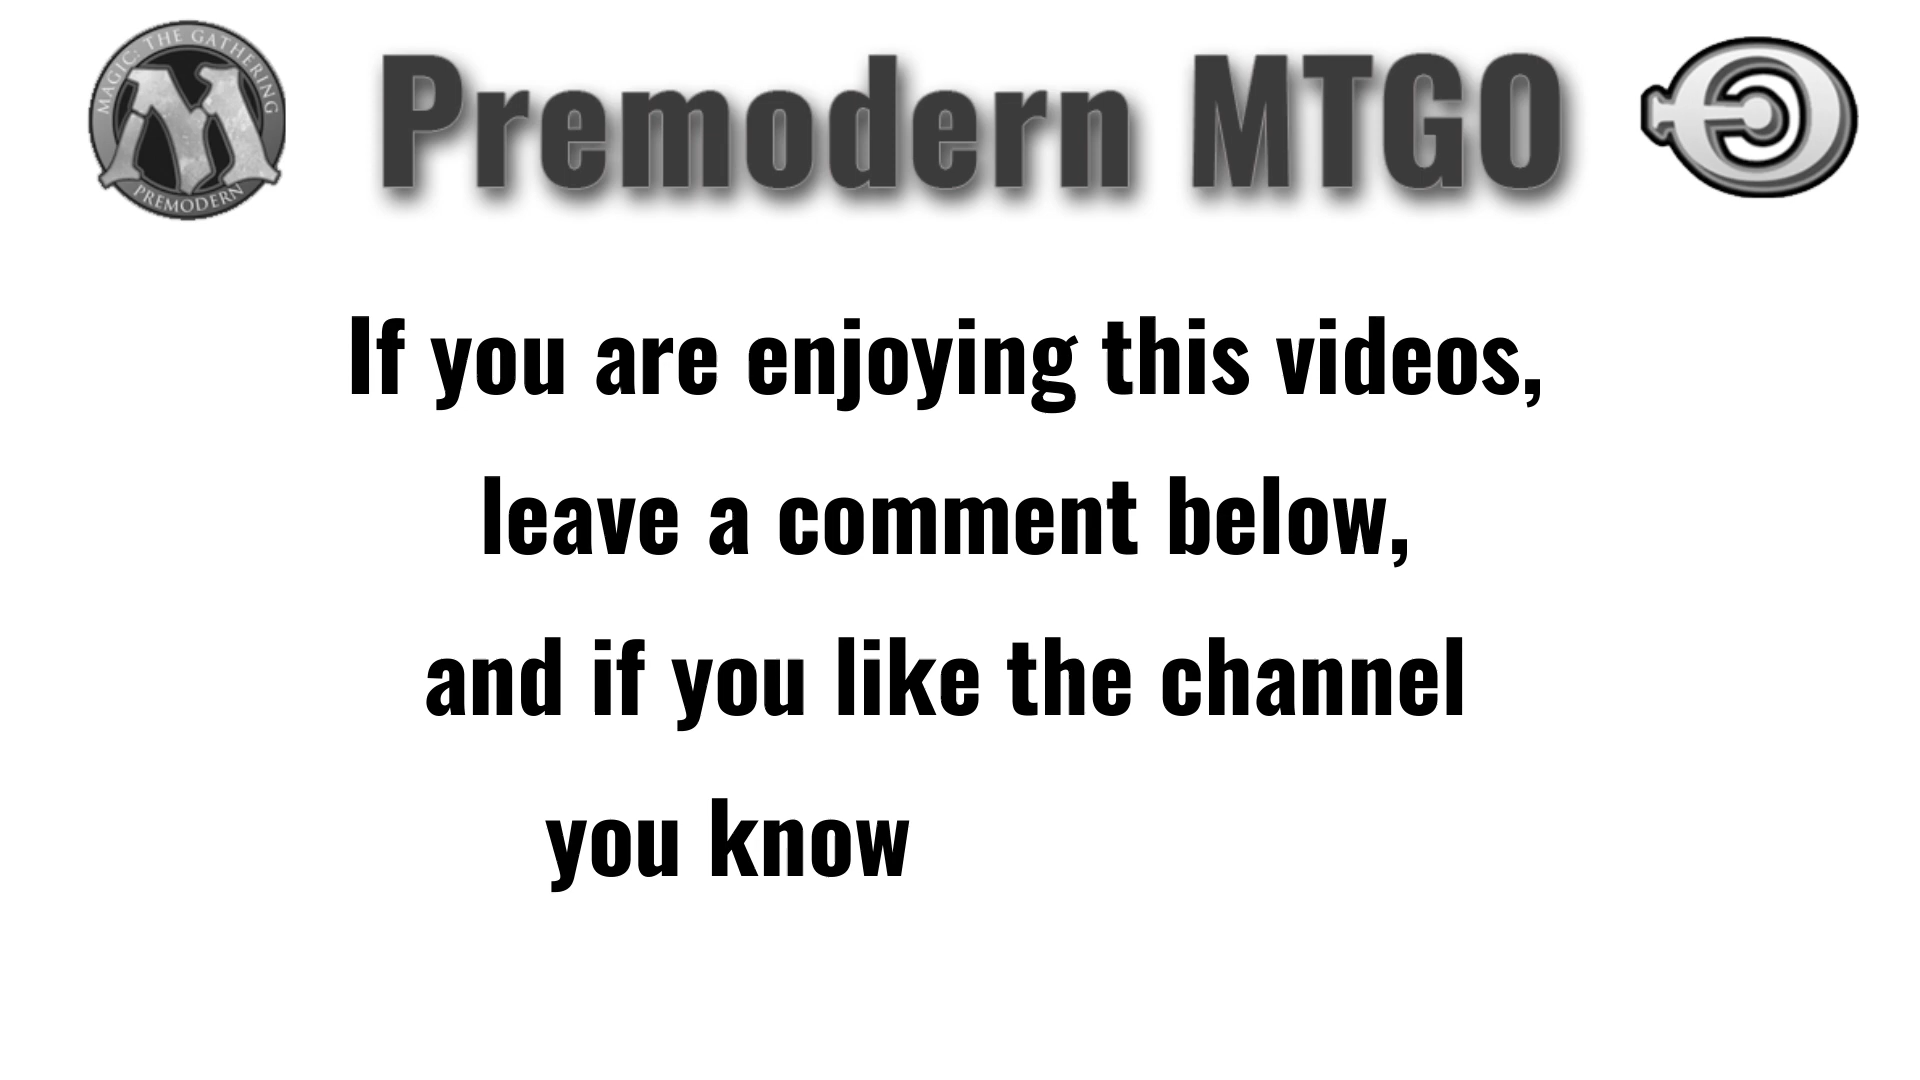 MAGIC: THE GATHERING
PREMODERN
Premodern MTGO
If you are enjoying this videos,
leave a comment below,
and if you like the channel
you know